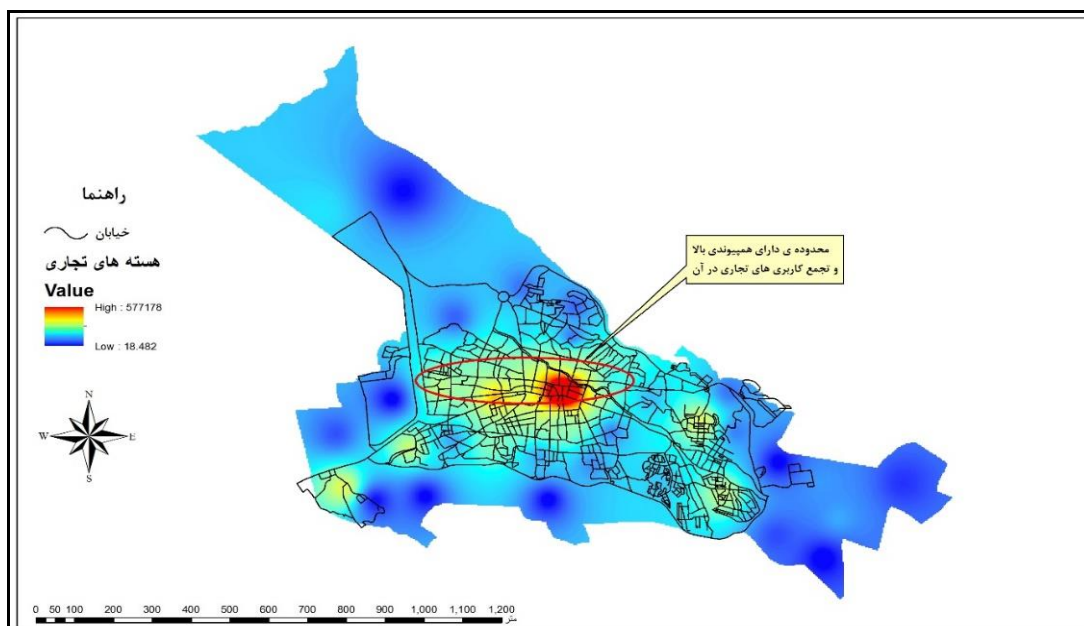 راهنما
خیابان
هسته های تجاری
Value
High : 577178
Low : 18.482
محدوده ی دارای همپیوندی بالا
و تجمع کاربری های تجاری در آن
N
W
E
S
0 50 100 200 300 400 500 600 700 800 900 1,000 1,100 1,200
متر